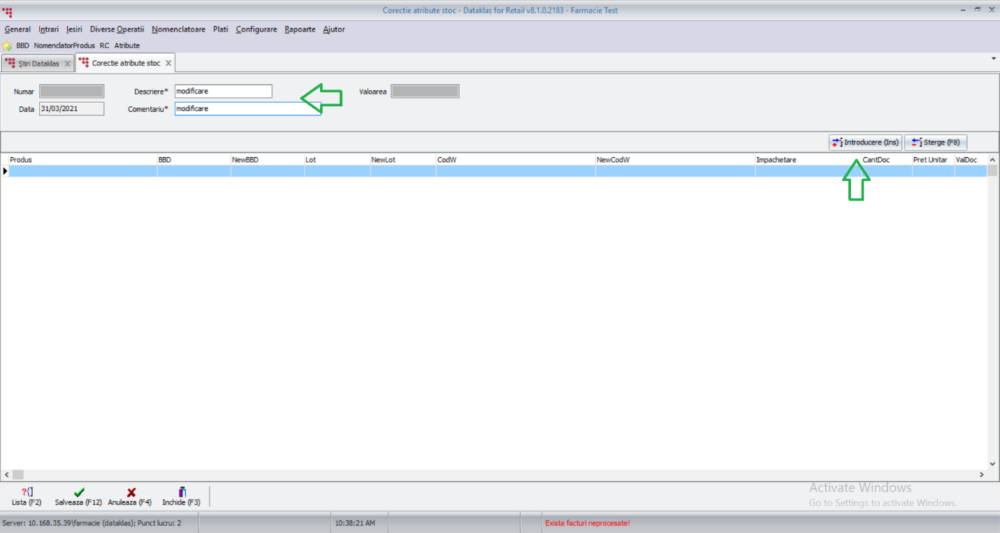 Corectie atribute stoc - Dataklas for Retail v8.1.0.2183 - Farmacie Test
General Intrari Iesiri Diverse Operatii Nomenclatoare Plati Configurare Rapoarte Ajutor
BBD NomenclatorProdus RC Atribute
Știri Dataklas Corectie atribute stoc
Numar Descriere* modificare Valoarea
Data 31/03/2021 Comentariu* modificare
Introducere (Ins) Sterge (F8)
Produs BBD NewBBD Lot NewLot CodW NewCodW Impachetare CantDoc Pret Unitar ValDoc
Lista (F2) Salveaza (F12) Anuleaza (F4) Inchide (F3)
Activate Windows
Go to Settings to activate Windows.
Server: 10.168.35.39\farmacie (dataklas); Punct lucru: 2 10:38:21 AM Exista facturi neprocesate!